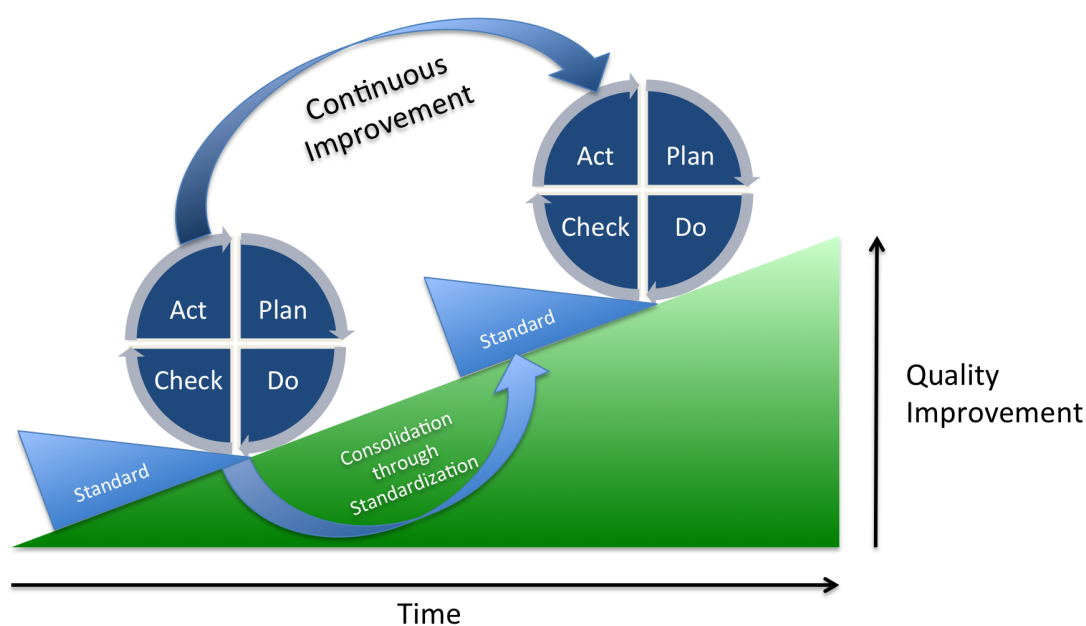 Continuous
Improvement
Act
Plan
Check
Do
Act
Plan
Check
Do
Standard
Standard
Consolidation
through
Standardization
Quality
Improvement
Time